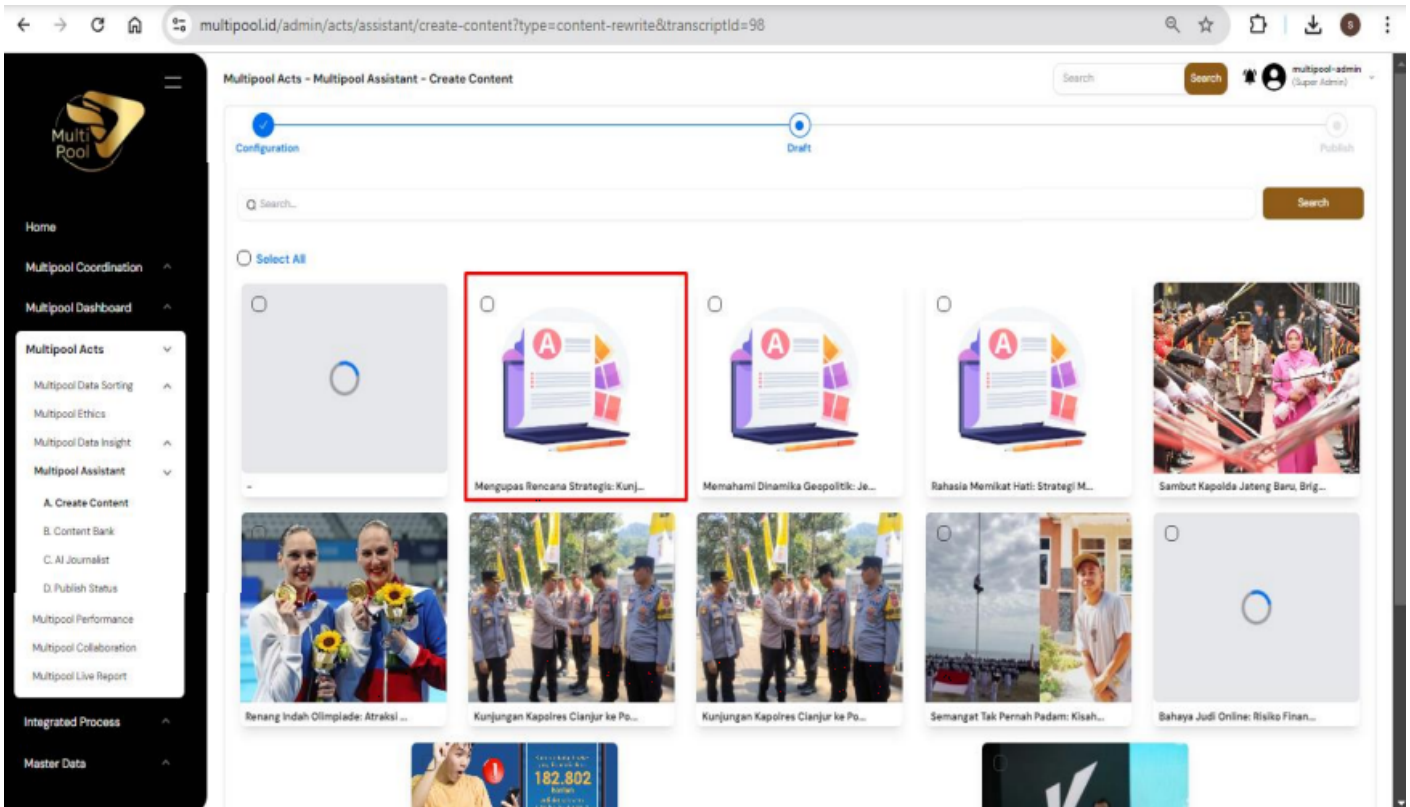 multipool.id/admin/acts/assistant/create-content?type=content-rewrite&transcriptId=98
S
Multi
Pool
Multipool Acts - Multipool Assistant - Create Content
Search
Search
multipool-admin
(Super Admin)
Configuration
Draft
Publish
Search...
Search
Select All
Home
Multipool Coordination
Multipool Dashboard
Multipool Acts
Multipool Data Sorting
Multipool Ethics
Multipool Data Insight
Multipool Assistant
A. Create Content
B. Content Bank
C. AI Journalist
D. Publish Status
Multipool Performance
Multipool Collaboration
Multipool Live Report
Integrated Process
Master Data
A
A
A
-
Mengupas Rencana Strategis: Kunj...
Memahami Dinamika Geopolitik: Je...
Rahasia Memikat Hati: Strategi M...
Sambut Kapolda Jateng Baru, Brig...
Renang Indah Olimpiade: Atraksi ...
Kunjungan Kapolres Cianjur ke Po...
Kunjungan Kapolres Cianjur ke Po...
Semangat Tak Pernah Padam: Kisah...
Bahaya Judi Online: Risiko Finan...
182.802